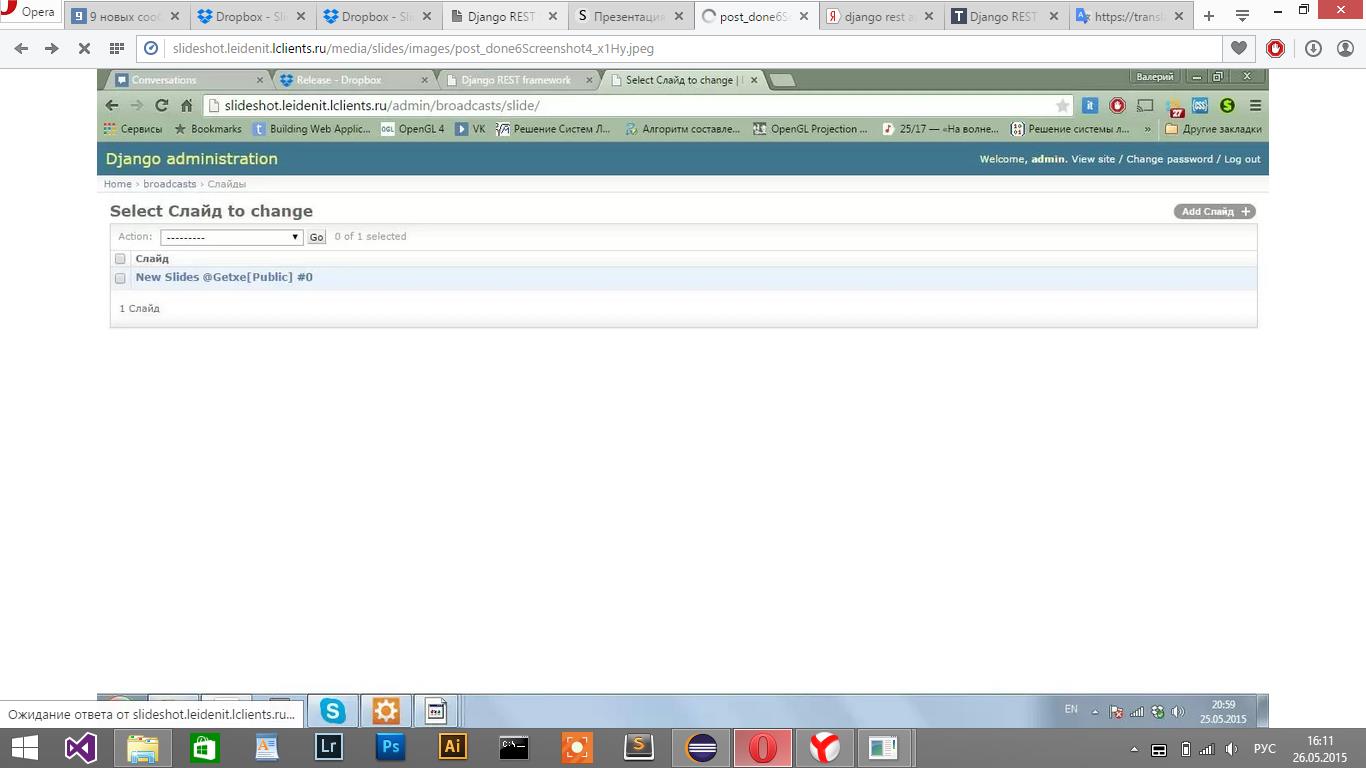 Opera
9 новых сооб
Dropbox - Sli
Dropbox - Sli
Django REST
Презентация
post_done6Sc
django rest ap
Django REST
https://transl
slideshot.leidenit.lclients.ru/media/slides/images/post_done6Screenshot4_x1Hy.jpeg
Conversations
Release - Dropbox
Django REST framework
Select Слайд to change |
Валерий
slideshot.leidenit.lclients.ru/admin/broadcasts/slide/
27
Сервисы
Bookmarks
Building Web Applic...
OpenGL 4
VK
Решение Систем Л...
Алгоритм составле...
OpenGL Projection ...
25/17 — «На волне...
Решение системы л...
»
Другие закладки
Django administration
Welcome, admin. View site / Change password / Log out
Home › broadcasts › Слайды
Select Слайд to change
Add Слайд +
Action: --------- Go 0 of 1 selected
Слайд
New Slides @Getxe[Public] #0
1 Слайд
EN
20:59
25.05.2015
Ожидание ответа от slideshot.leidenit.lclients.ru...
Lr
Ps
Ai
РУС
16:11
26.05.2015